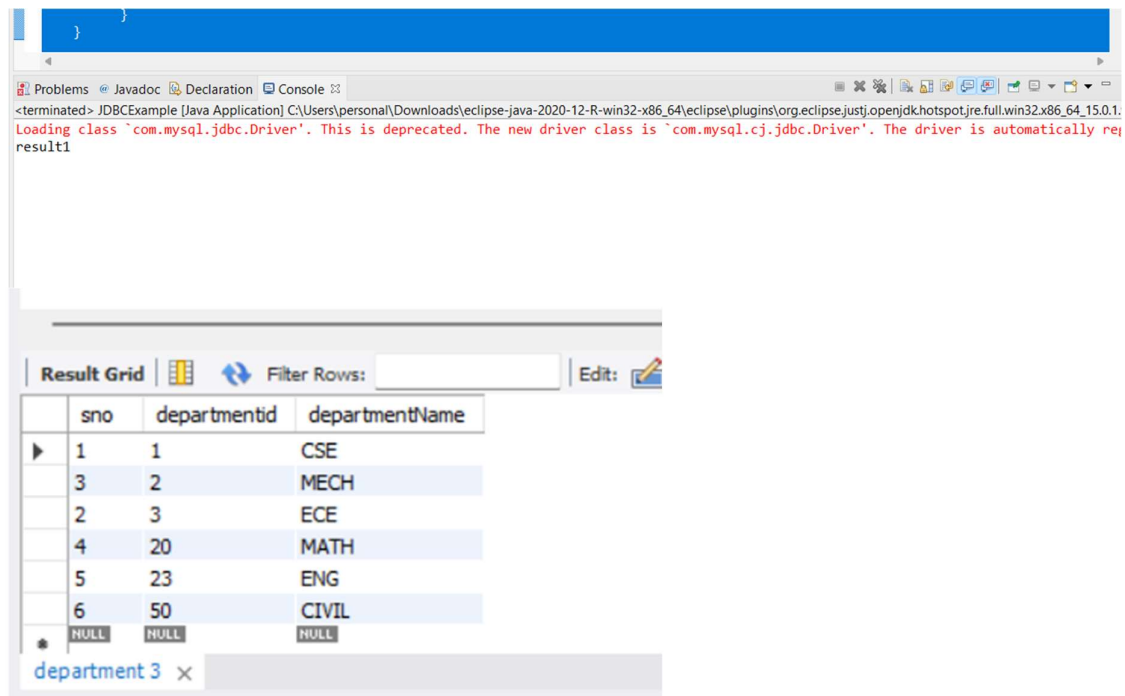 }
}
Problems @ Javadoc Declaration Console
<terminated> JDBCExample [Java Application] C:\Users\personal\Downloads\eclipse-java-2020-12-R-win32-x86_64\eclipse\plugins\org.eclipse.justj.openjdk.hotspot.jre.full.win32.x86_64_15.0.1.
Loading class `com.mysql.jdbc.Driver'. This is deprecated. The new driver class is `com.mysql.cj.jdbc.Driver'. The driver is automatically reg
result1
Result Grid Filter Rows: Edit:
sno departmentid departmentName
1 1 CSE
3 2 MECH
2 3 ECE
4 20 MATH
5 23 ENG
6 50 CIVIL
NULL NULL NULL
department 3